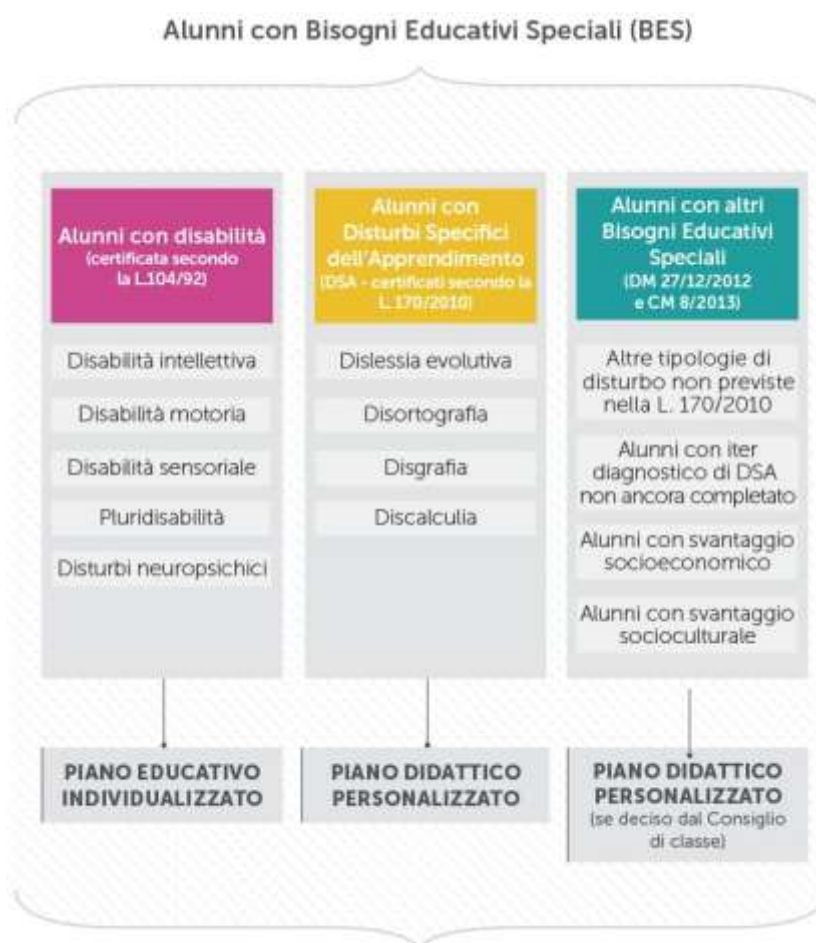 Alunni con Bisogni Educativi Speciali (BES)
Alunni con disabilità
(certificata secondo
la L.104/92)
Disabilità intellettiva
Disabilità motoria
Disabilità sensoriale
Pluridisabilità
Disturbi neuropsichici
PIANO EDUCATIVO
INDIVIDUALIZZATO
Alunni con
Disturbi Specifici
dell'Apprendimento
(DSA - certificati secondo la
L. 170/2010)
Dislessia evolutiva
Disortografia
Disgrafia
Discalculia
PIANO DIDATTICO
PERSONALIZZATO
Alunni con altri
Bisogni Educativi
Speciali
(DM 27/12/2012
e CM 8/2013)
Altre tipologie di
disturbo non previste
nella L. 170/2010
Alunni con iter
diagnostico di DSA
non ancora completato
Alunni con svantaggio
socioeconomico
Alunni con svantaggio
socioculturale
PIANO DIDATTICO
PERSONALIZZATO
(se deciso dal Consiglio
di classe)